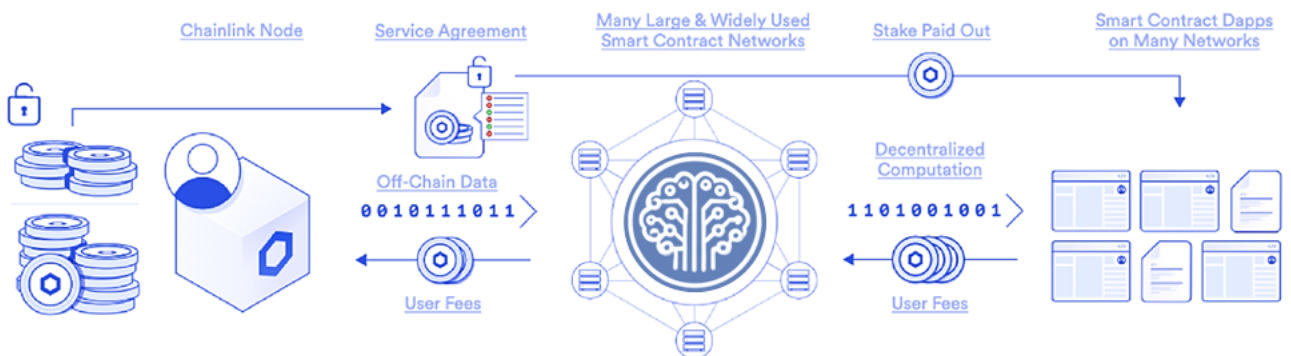 Chainlink Node
Service Agreement
Many Large & Widely Used
Smart Contract Networks
Stake Paid Out
Smart Contract Dapps
on Many Networks
Off-Chain Data
0010111011
User Fees
Decentralized
Computation
1101001001
User Fees